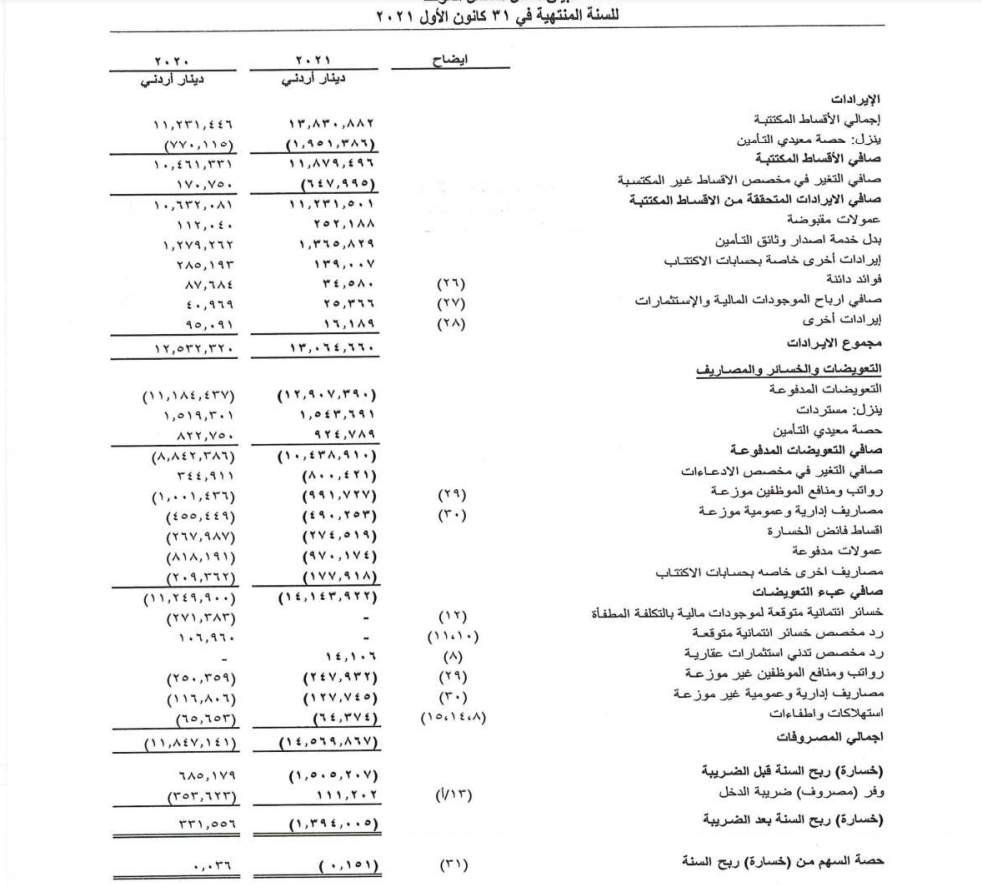 للسنة المنتهية في ٣١ كانون الأول ٢٠٢١
ايضاح ٢٠٢١ ٢٠٢٠
دينار أردني دينار أردني
الإيرادات
إجمالي الأقساط المكتتبة ١٣,٨٣٠,٨٨٢ ١١,٢٣١,٤٤٦
ينزل: حصة معيدي التأمين (١,٩٥١,٣٨٦) (٧٧٠,١١٥)
صافي الأقساط المكتتبة ١١,٨٧٩,٤٩٦ ١٠,٤٦١,٣٣١
صافي التغير في مخصص الاقساط غير المكتسبة (٦٤٧,٩٩٥) ١٧٠,٧٥٠
صافي الايرادات المتحققة من الاقساط المكتتبة ١١,٢٣١,٥٠١ ١٠,٦٣٢,٠٨١
عمولات مقبوضة ٢٥٢,١٨٨ ١١٢,٠٤٠
بدل خدمة اصدار وثائق التأمين ١,٣٦٥,٨٢٩ ١,٢٧٩,٢٦٢
إيرادات أخرى خاصة بحسابات الاكتتاب ١٣٩,٠٠٧ ٢٨٥,١٩٣
فوائد دائنة (٢٦) ٣٤,٥٨٠ ٨٧,٦٨٤
صافي ارباح الموجودات المالية والإستثمارات (٢٧) ٢٥,٣٦٦ ٤٠,٩٦٩
إيرادات أخرى (٢٨) ١٦,١٨٩ ٩٥,٠٩١
مجموع الايرادات ١٣,٠٦٤,٦٦٠ ١٢,٥٣٢,٣٢٠
التعويضات والخسائر والمصاريف
التعويضات المدفوعة (١٢,٩٠٧,٣٩٠) (١١,١٨٤,٤٣٧)
ينزل: مستردات ١,٥٤٣,٦٩١ ١,٥١٩,٣٠١
حصة معيدي التأمين ٩٢٤,٧٨٩ ٨٢٢,٧٥٠
صافي التعويضات المدفوعة (١٠,٤٣٨,٩١٠) (٨,٨٤٢,٣٨٦)
صافي التغير في مخصص الادعاءات (٨٠٠,٤٢١) ٣٤٤,٩١١
رواتب ومنافع الموظفين موزعة (٢٩) (٩٩١,٧٢٧) (١,٠٠١,٤٣٦)
مصاريف إدارية وعمومية موزعة (٣٠) (٤٩٠,٢٥٣) (٤٥٥,٤٤٩)
اقساط فائض الخسارة (٢٧٤,٥١٩) (٢٦٧,٩٨٧)
عمولات مدفوعة (٩٧٠,١٧٤) (٨١٨,١٩١)
مصاريف اخرى خاصه بحسابات الاكتتاب (١٧٧,٩١٨) (٢٠٩,٣٦٢)
صافي عبء التعويضات (١٤,١٤٣,٩٢٢) (١١,٢٤٩,٩٠٠)
خسائر ائتمانية متوقعة لموجودات مالية بالتكلفة المطفأة (١٢) - (٢٧١,٣٨٣)
رد مخصص خسائر ائتمانية متوقعة (١١،١٠) - ١٠٦,٩٦٠
رد مخصص تدني استثمارات عقارية (٨) ١٤,١٠٦ -
رواتب ومنافع الموظفين غير موزعة (٢٩) (٢٤٧,٩٣٢) (٢٥٠,٣٥٩)
مصاريف إدارية وعمومية غير موزعة (٣٠) (١٢٧,٧٤٥) (١١٦,٨٠٦)
استهلاكات واطفاءات (١٥،١٤،٨) (٦٤,٣٧٤) (٦٥,٦٥٣)
اجمالي المصروفات (١٤,٥٦٩,٨٦٧) (١١,٨٤٧,١٤١)
(خسارة) ربح السنة قبل الضريبة (١,٥٠٥,٢٠٧) ٦٨٥,١٧٩
وفر (مصروف) ضريبة الدخل (١٣/أ) ١١١,٢٠٢ (٣٥٣,٦٢٣)
(خسارة) ربح السنة بعد الضريبة (١,٣٩٤,٠٠٥) ٣٣١,٥٥٦
حصة السهم من (خسارة) ربح السنة (٣١) (٠,١٥١) ٠,٠٣٦